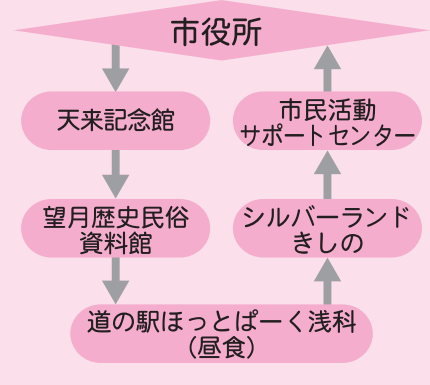 市役所
天来記念館
望月歴史民俗
資料館
道の駅ほっとぱーく浅科
（昼食）
シルバーランド
きしの
市民活動
サポートセンター